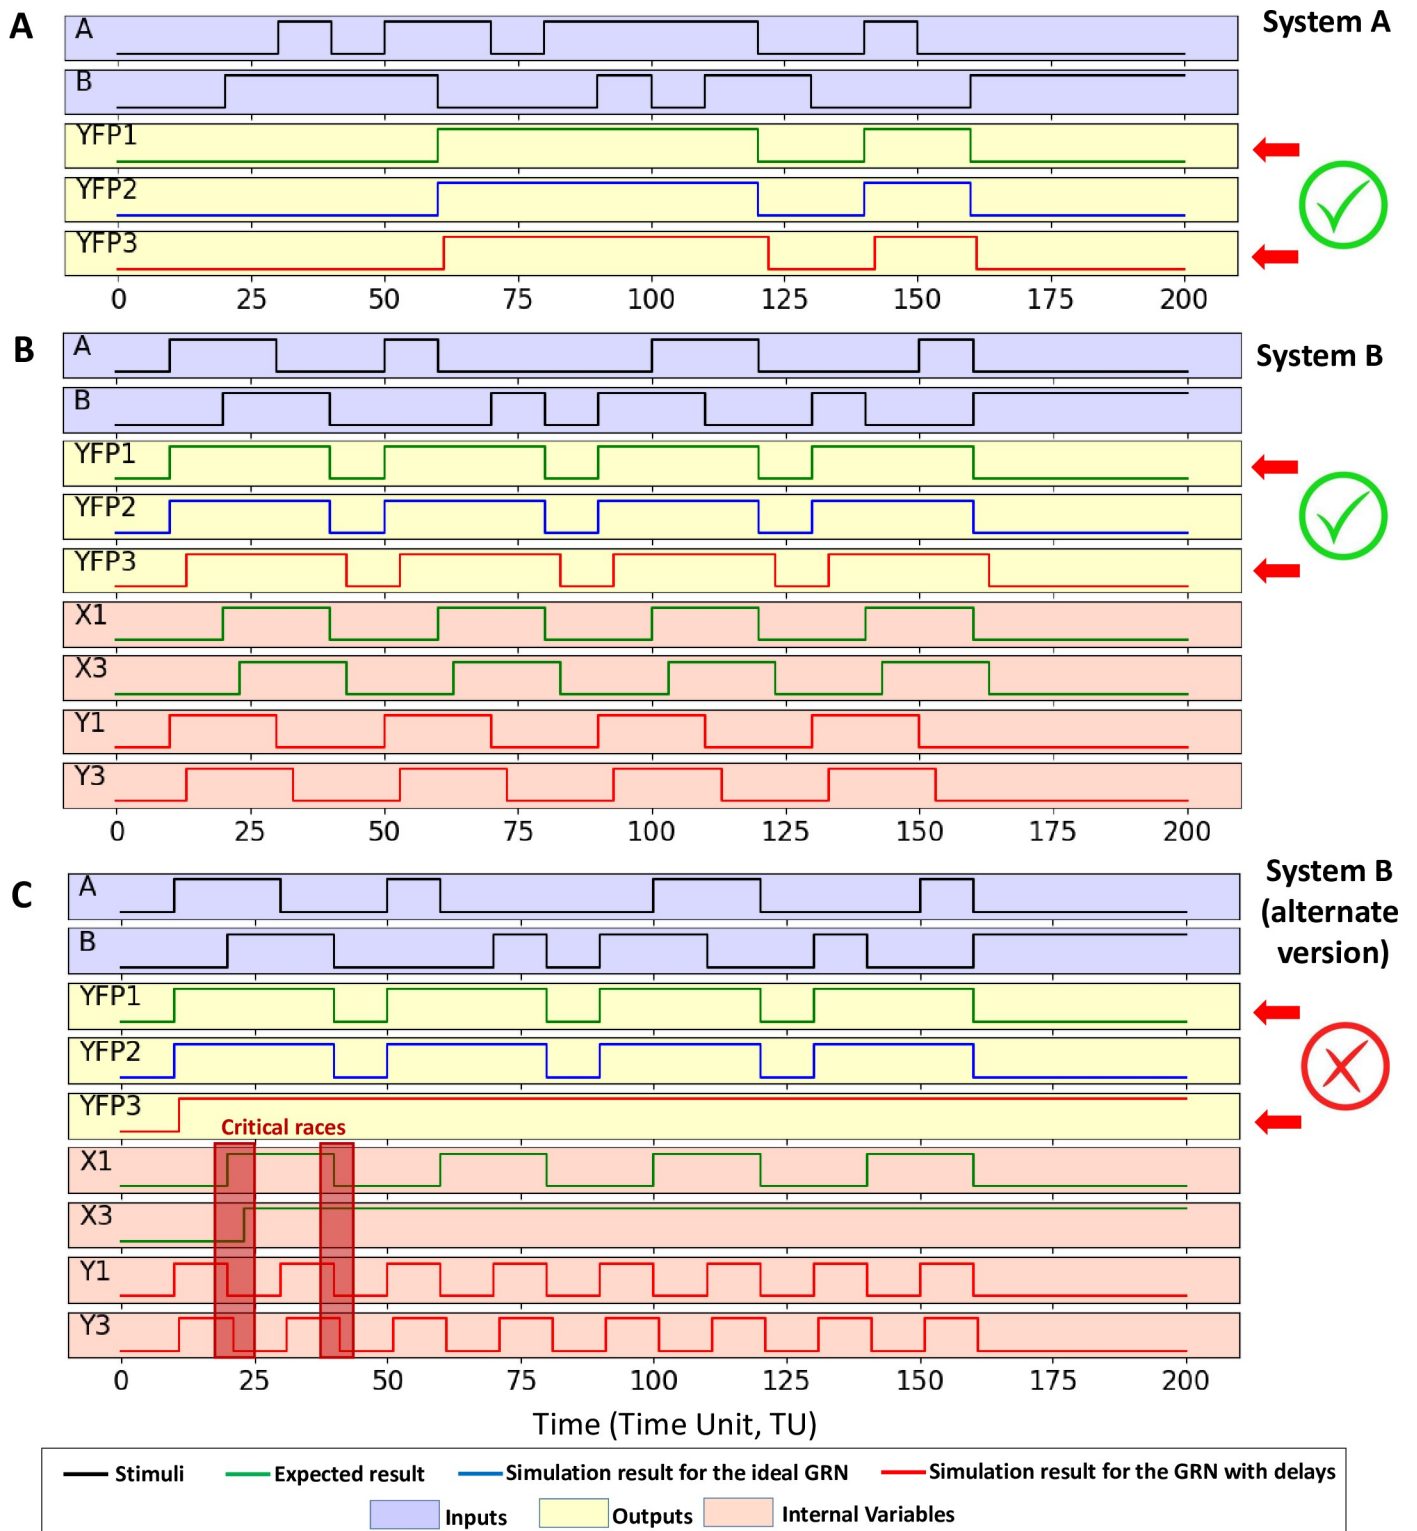 A
A
System A
B
YFP1
YFP2
YFP3
0 25 50 75 100 125 150 175 200
B
A
System B
B
YFP1
YFP2
YFP3
X1
X3
Y1
Y3
0 25 50 75 100 125 150 175 200
System B
(alternate
version)
C
A
B
YFP1
YFP2
YFP3
Critical races
X1
X3
Y1
Y3
0 25 50 75 100 125 150 175 200
Time (Time Unit, TU)
Stimuli Expected result Simulation result for the ideal GRN Simulation result for the GRN with delays
Inputs Outputs Internal Variables